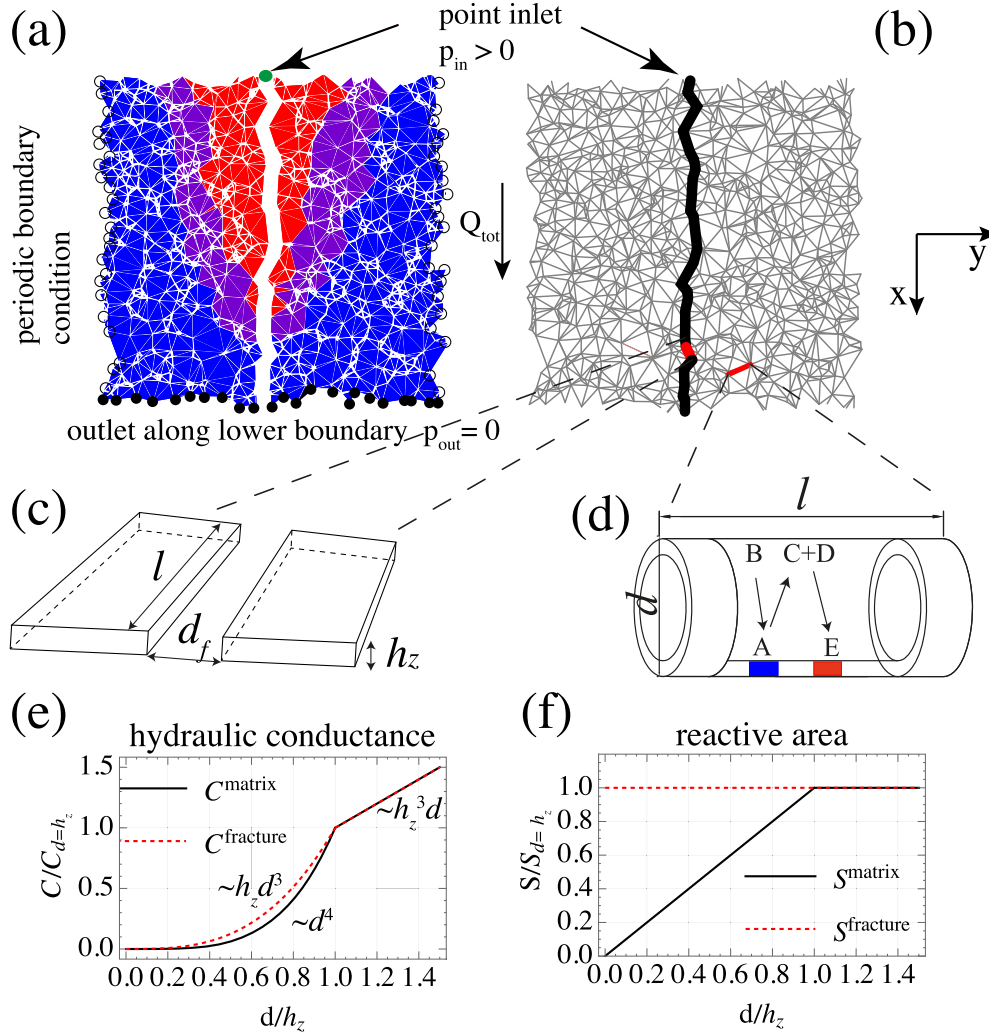 (a)
point inlet
p_in > 0
(b)
periodic boundary
condition
Q_tot
y
x
outlet along lower boundary p_out = 0
(c)
l
d_f
h_z
(d)
l
d
B C+D
A E
(e)
hydraulic conductance
C/C_{d=h_z}
1.5
1.0
0.5
0.0
C^matrix
C^fracture
~h_z^3 d
~h_z d^3
~d^4
0.0 0.2 0.4 0.6 0.8 1.0 1.2 1.4
d/h_z
(f)
reactive area
S/S_{d=h_z}
1.0
0.8
0.6
0.4
0.2
0.0
S^matrix
S^fracture
0.0 0.2 0.4 0.6 0.8 1.0 1.2 1.4
d/h_z